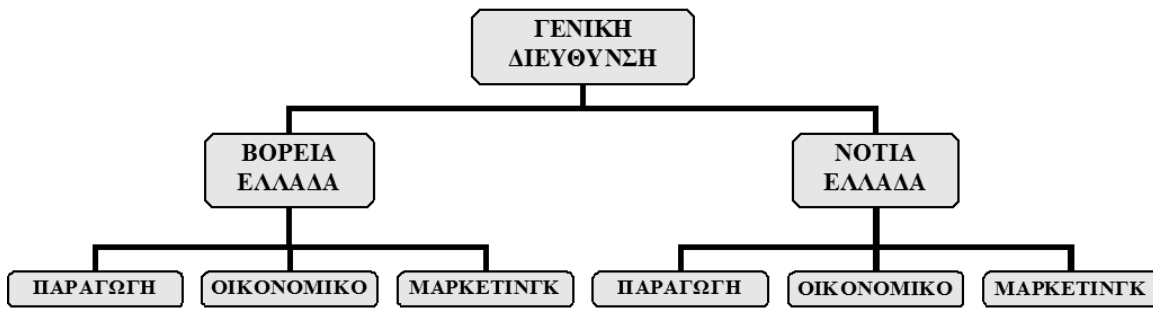 ΓΕΝΙΚΗ
ΔΙΕΥΘΥΝΣΗ
ΒΟΡΕΙΑ
ΕΛΛΑΔΑ
ΝΟΤΙΑ
ΕΛΛΑΔΑ
ΠΑΡΑΓΩΓΗ
ΟΙΚΟΝΟΜΙΚΟ
ΜΑΡΚΕΤΙΝΓΚ
ΠΑΡΑΓΩΓΗ
ΟΙΚΟΝΟΜΙΚΟ
ΜΑΡΚΕΤΙΝΓΚ